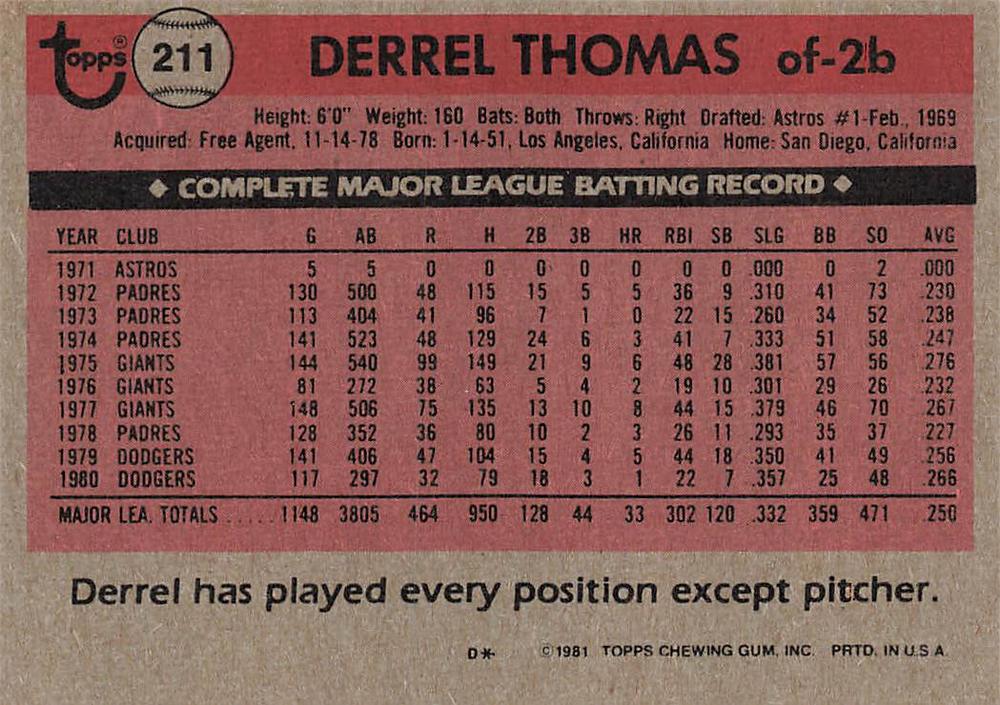 Topps® 211 DERREL THOMAS of-2b
Height: 6'0" Weight: 160 Bats: Both Throws: Right Drafted: Astros #1-Feb., 1969
Acquired: Free Agent, 11-14-78 Born: 1-14-51, Los Angeles, California Home: San Diego, California
◆ COMPLETE MAJOR LEAGUE BATTING RECORD ◆
YEAR CLUB G AB R H 2B 3B HR RBI SB SLG BB SO AVG
1971 ASTROS 5 5 0 0 0 0 0 0 0 .000 0 2 .000
1972 PADRES 130 500 48 115 15 5 5 36 9 .310 41 73 .230
1973 PADRES 113 404 41 96 7 1 0 22 15 .260 34 52 .238
1974 PADRES 141 523 48 129 24 6 3 41 7 .333 51 58 .247
1975 GIANTS 144 540 99 149 21 9 6 48 28 .381 57 56 .276
1976 GIANTS 81 272 38 63 5 4 2 19 10 .301 29 26 .232
1977 GIANTS 148 506 75 135 13 10 8 44 15 .379 46 70 .267
1978 PADRES 128 352 36 80 10 2 3 26 11 .293 35 37 .227
1979 DODGERS 141 406 47 104 15 4 5 44 18 .350 41 49 .256
1980 DODGERS 117 297 32 79 18 3 1 22 7 .357 25 48 .266
MAJOR LEA. TOTALS ..... 1148 3805 464 950 128 44 33 302 120 .332 359 471 .250
Derrel has played every position except pitcher.
D* ©1981 TOPPS CHEWING GUM, INC. PRTD. IN U.S.A.